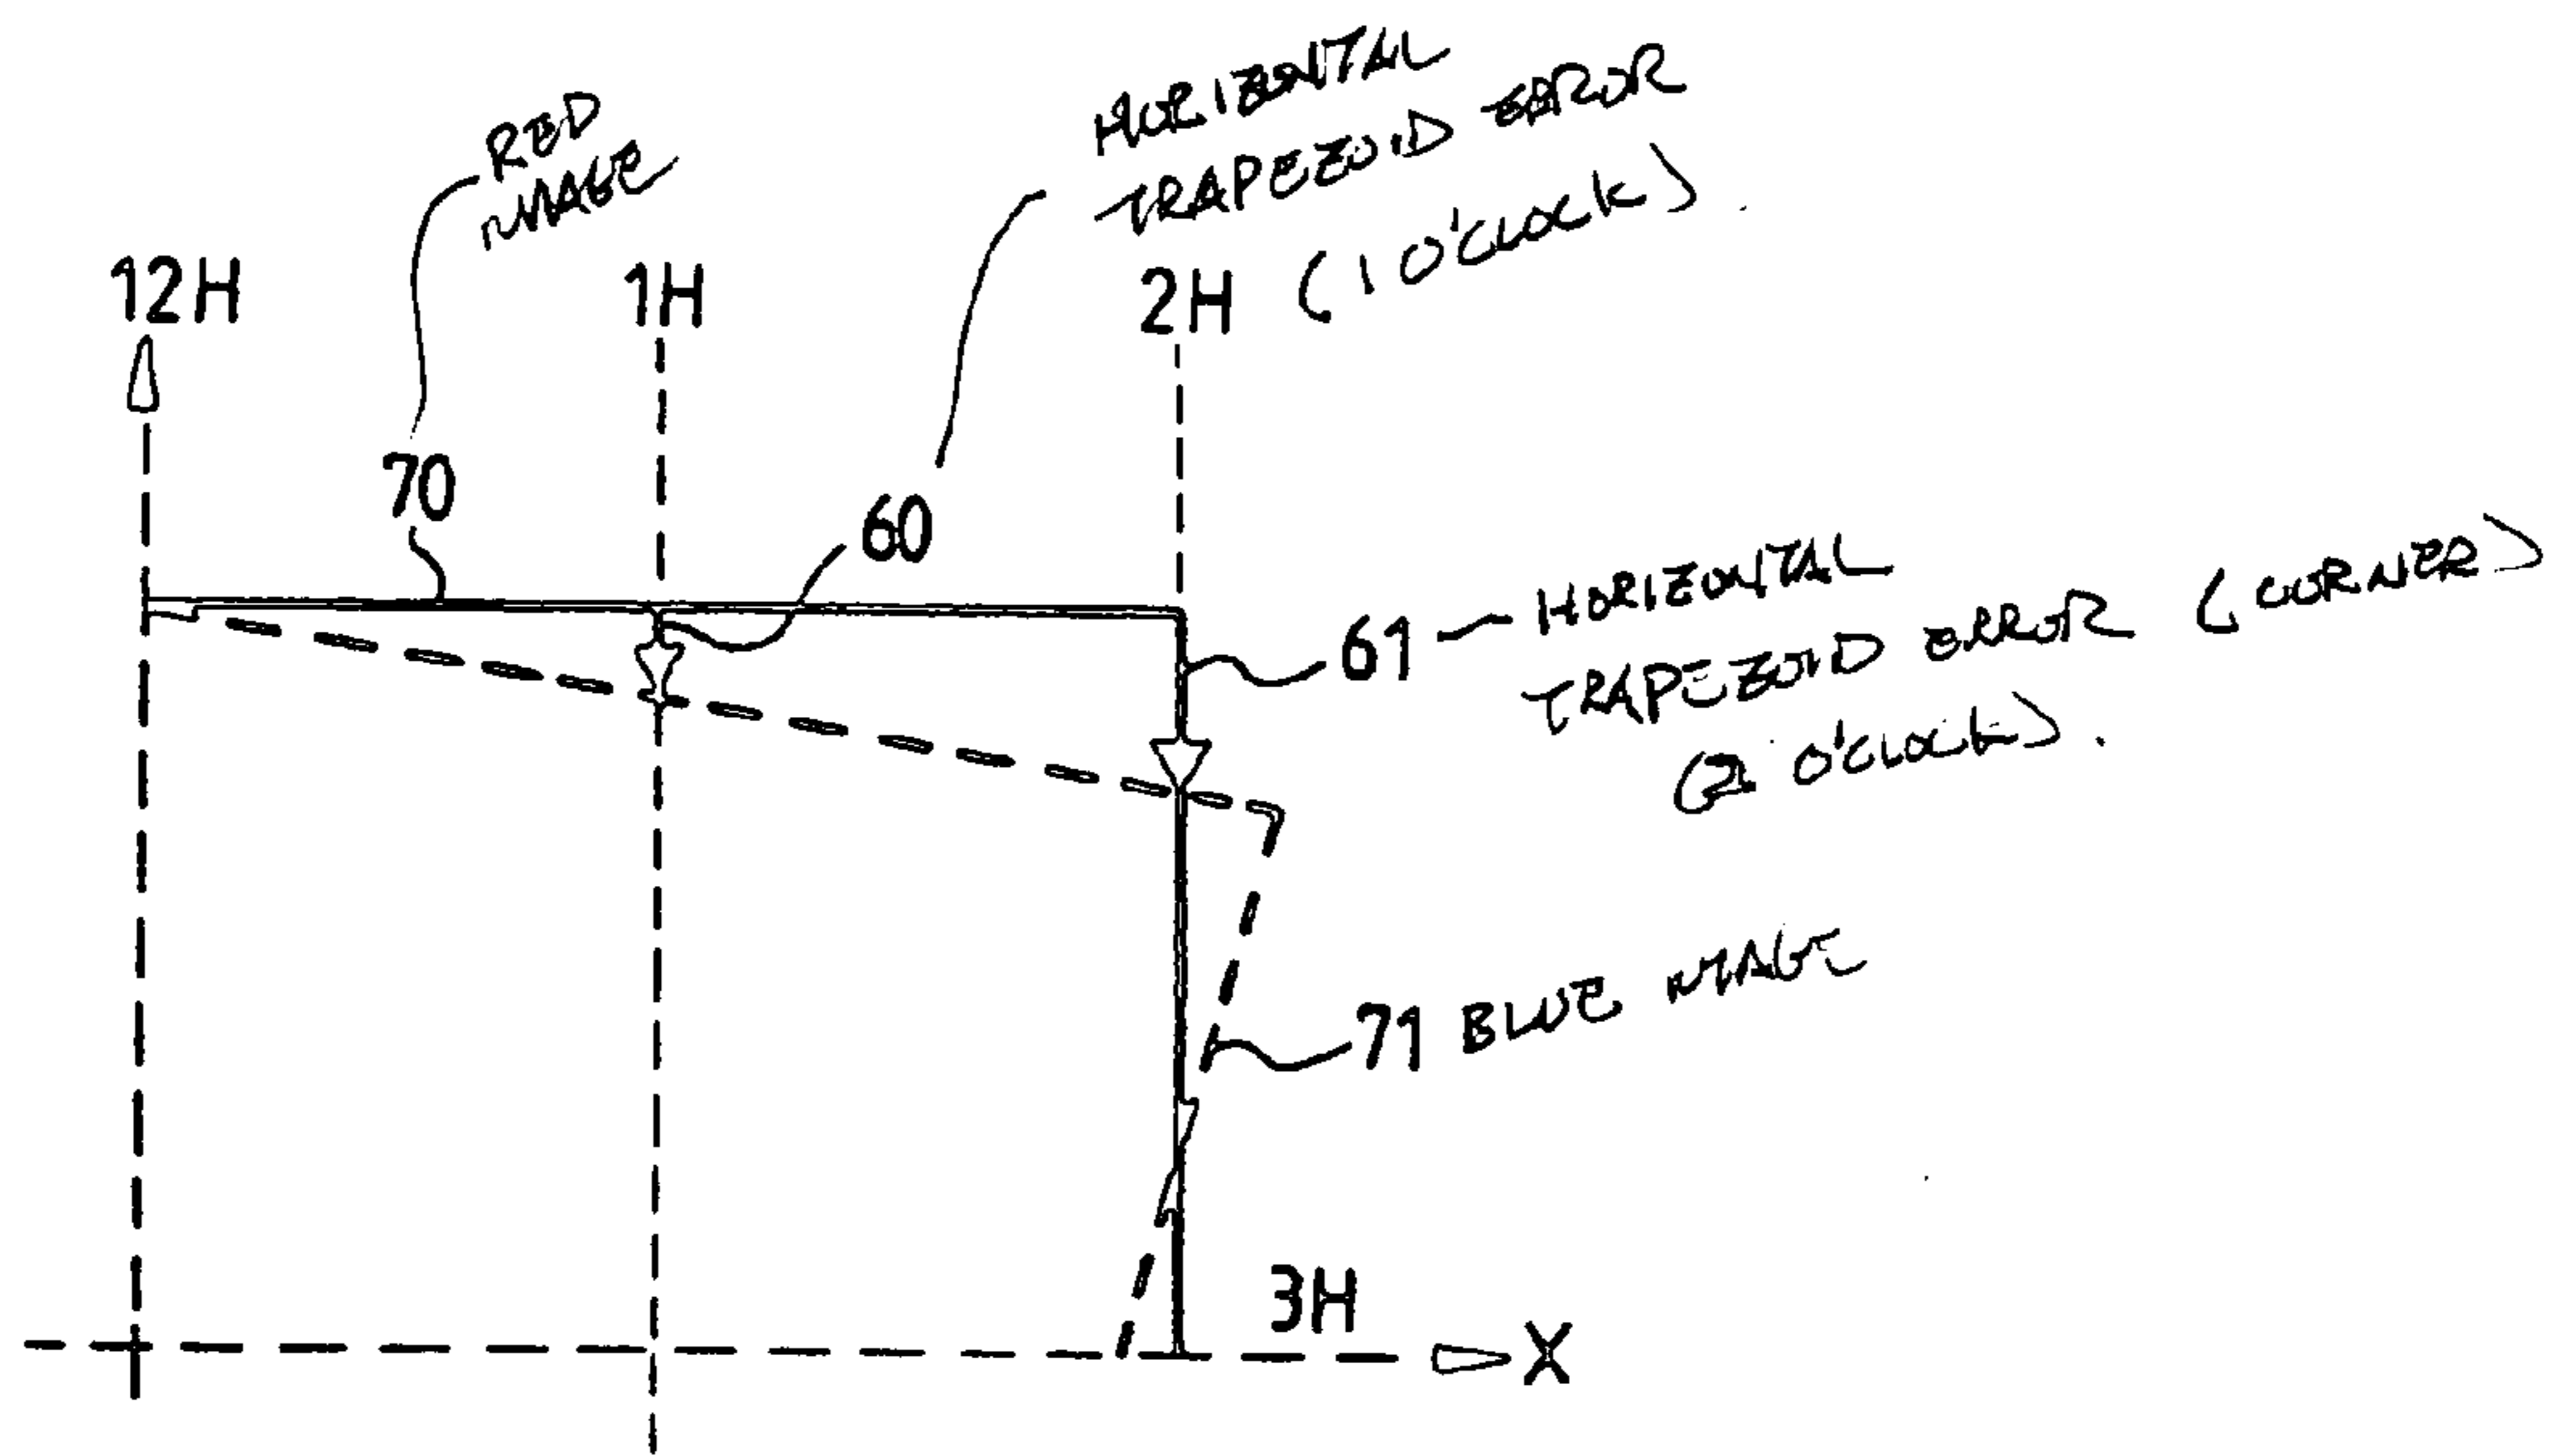 RED
IMAGE
HORIZONTAL
TRAPEZOID ERROR
(1 O'CLOCK).
12H
1H
2H
70
60
61 — HORIZONTAL
TRAPEZOID ERROR (CORNER)
(2 O'CLOCK).
71 BLUE IMAGE
3H
X